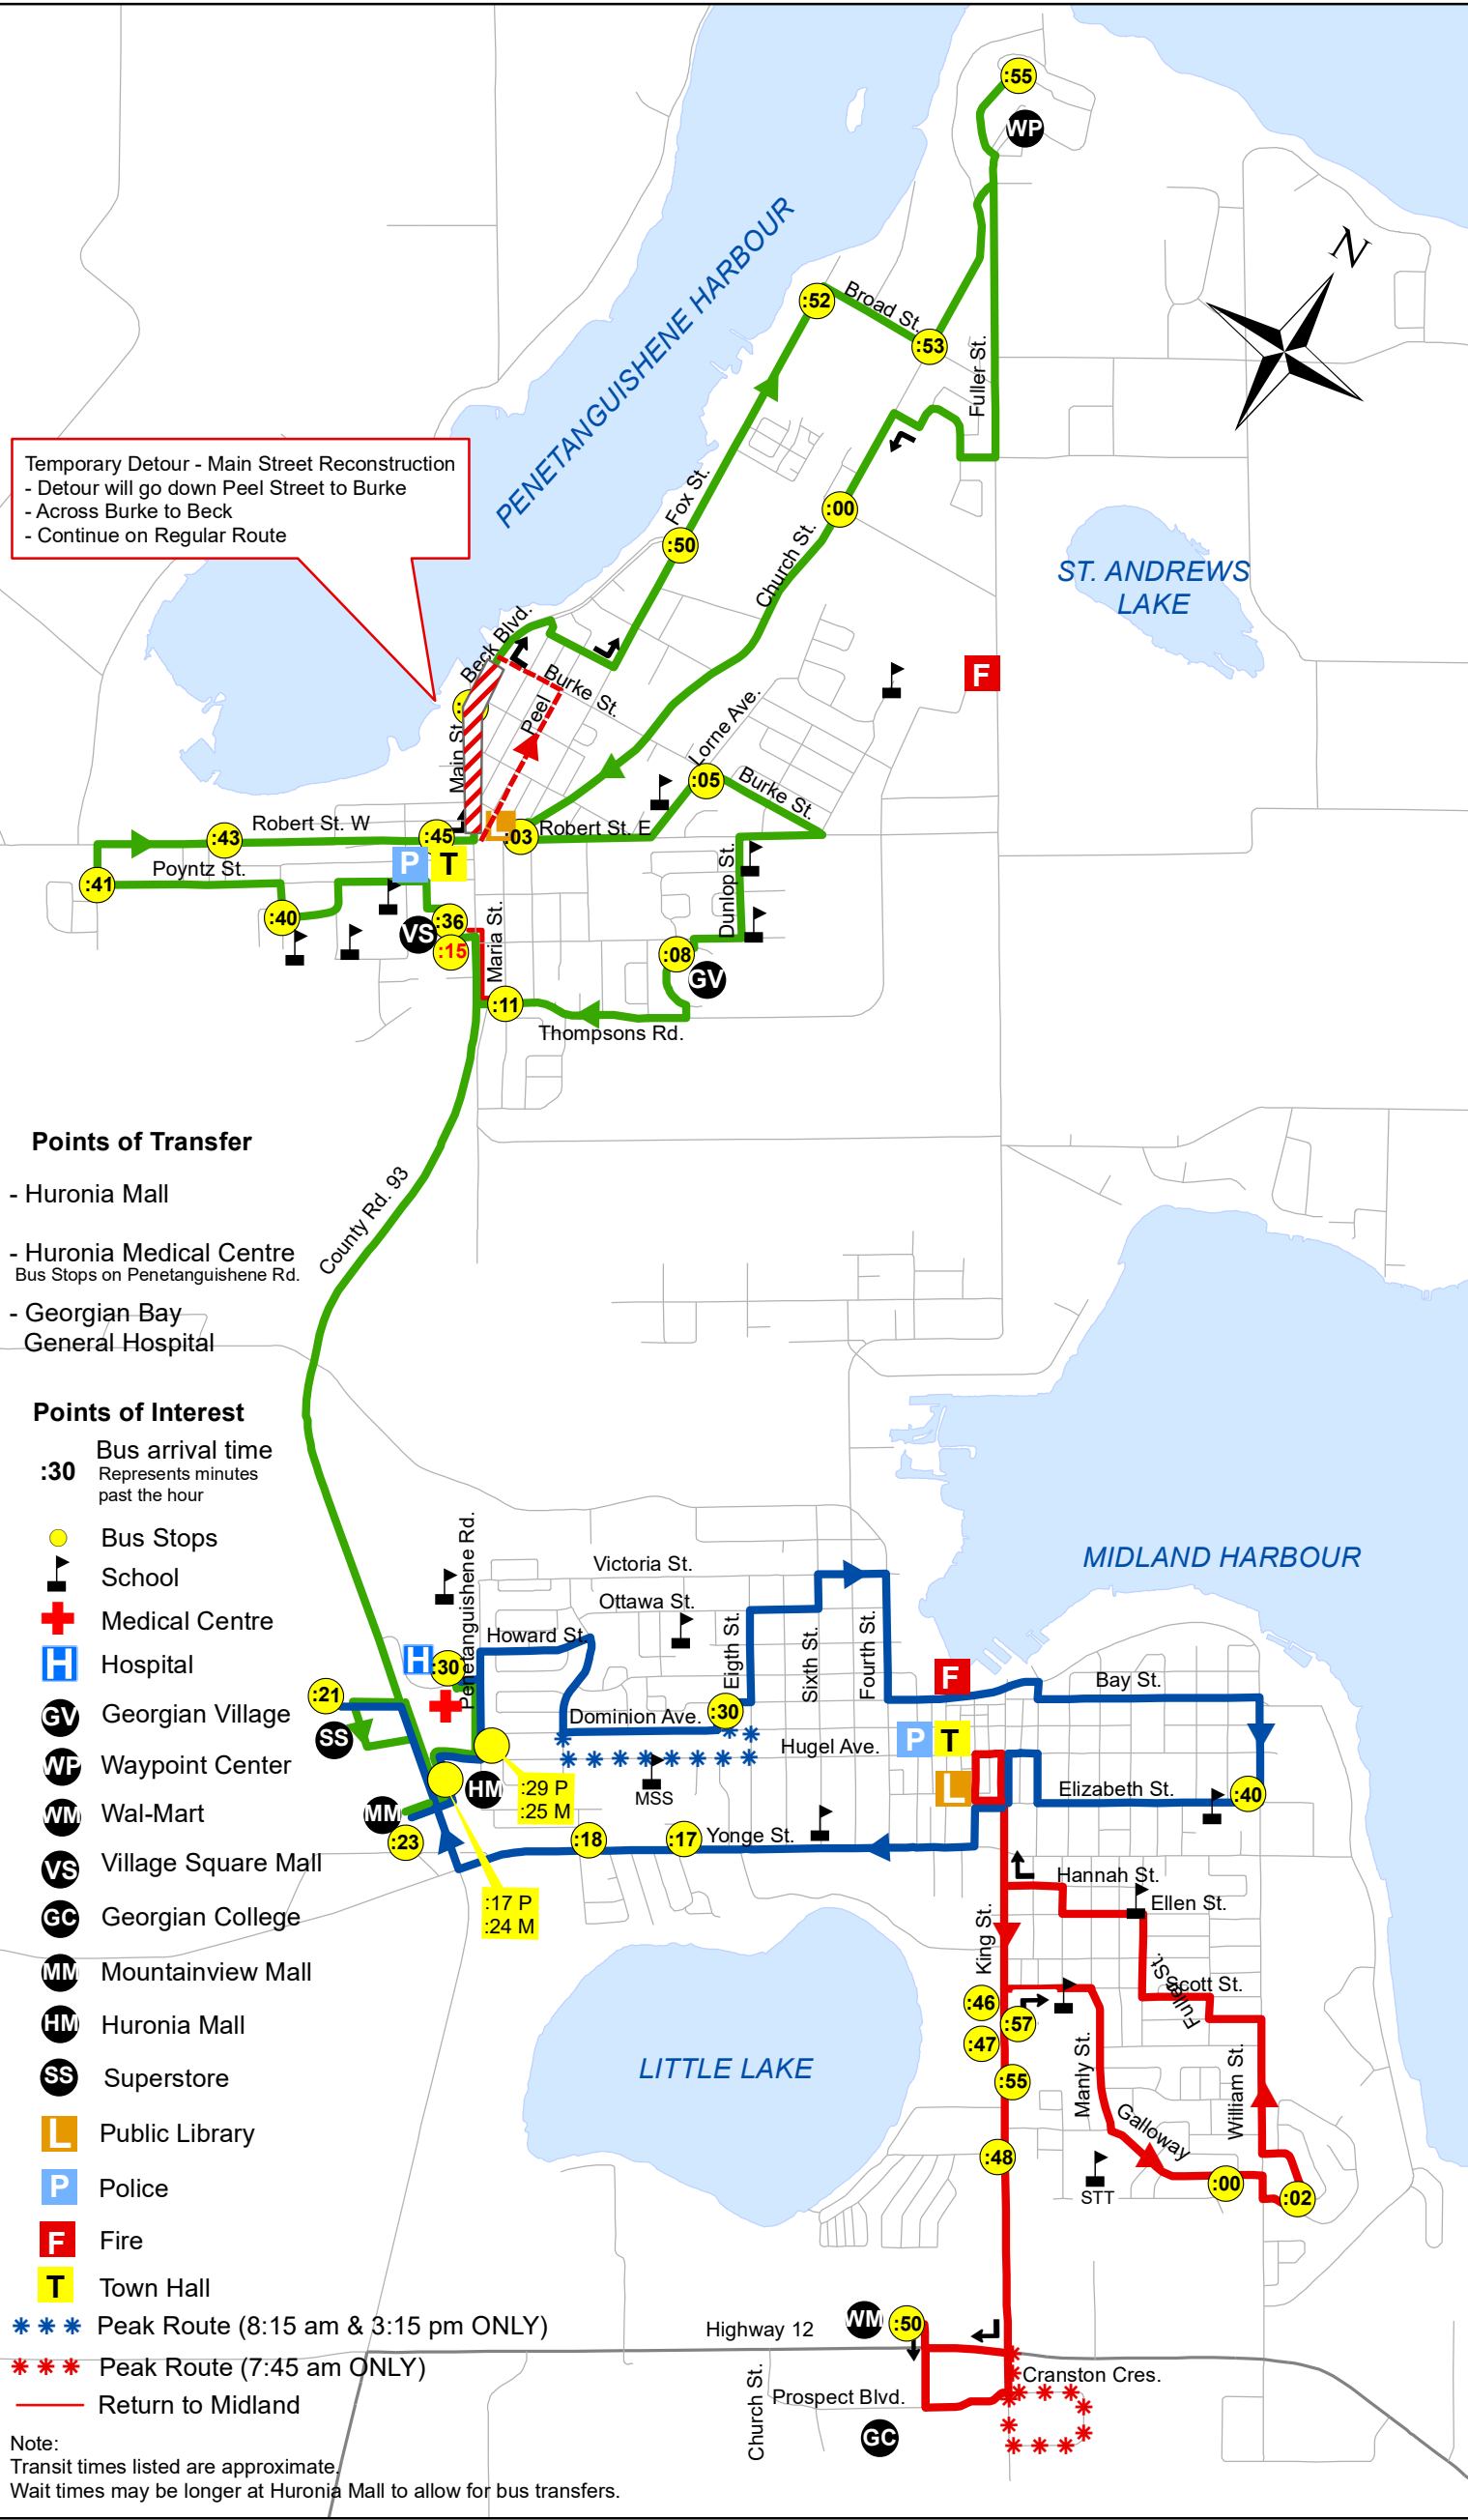 :55
WP
N
PENETANGUISHENE HARBOUR
:52
Broad St.
:53
Fuller St.
Temporary Detour - Main Street Reconstruction
- Detour will go down Peel Street to Burke
- Across Burke to Beck
- Continue on Regular Route
Fox St.
:50
:00
Church St.
ST. ANDREWS
LAKE
Beck Blvd.
Burke St.
Peel
Main St.
F
Lorne Ave.
:05
Burke St.
Robert St. W
:43
:45
L
:03
Robert St. E
P
T
Poyntz St.
:41
:40
VS
:36
:15
Maria St.
Dunlop St.
:08
GV
:11
Thompsons Rd.
Points of Transfer
- Huronia Mall
- Huronia Medical Centre
Bus Stops on Penetanguishene Rd.
- Georgian Bay
General Hospital
County Rd. 93
Points of Interest
:30
Bus arrival time
Represents minutes
past the hour
Bus Stops
School
Medical Centre
H
Hospital
GV
Georgian Village
WP
Waypoint Center
WM
Wal-Mart
VS
Village Square Mall
GC
Georgian College
MM
Mountainview Mall
HM
Huronia Mall
SS
Superstore
L
Public Library
P
Police
F
Fire
T
Town Hall
Peak Route (8:15 am & 3:15 pm ONLY)
Peak Route (7:45 am ONLY)
Return to Midland
Note:
Transit times listed are approximate.
Wait times may be longer at Huronia Mall to allow for bus transfers.
MIDLAND HARBOUR
Penetanguishene Rd.
Victoria St.
Ottawa St.
Howard St.
Eigth St.
Sixth St.
Fourth St.
H
:30
:21
SS
Dominion Ave.
:30
Hugel Ave.
MSS
F
Bay St.
P
T
L
Elizabeth St.
:40
HM
:29 P
:25 M
MM
:23
:18
:17
Yonge St.
:17 P
:24 M
Hannah St.
Ellen St.
King St.
Scott St.
Fuller St.
:46
:57
:47
:55
Manly St.
William St.
Galloway
LITTLE LAKE
:48
STT
:00
:02
WM
:50
Highway 12
Cranston Cres.
Church St.
Prospect Blvd.
GC